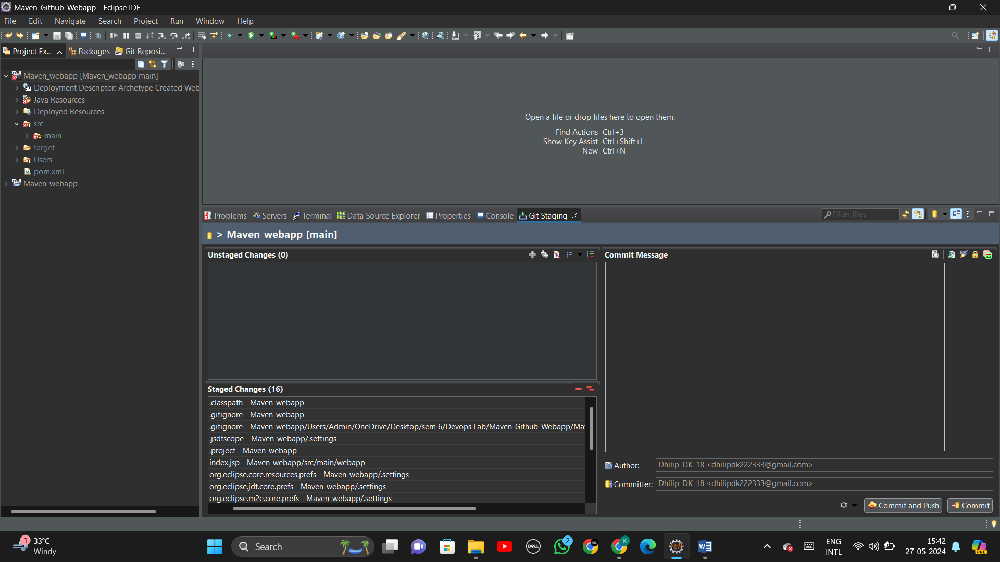 Maven_Github_Webapp - Eclipse IDE
File Edit Navigate Search Project Run Window Help
Project Ex... Packages Git Reposi...
Maven_webapp [Maven_webapp main]
Deployment Descriptor: Archetype Created Web
Java Resources
Deployed Resources
src
main
target
Users
pom.xml
Maven-webapp
Open a file or drop files here to open them.
Find Actions Ctrl+3
Show Key Assist Ctrl+Shift+L
New Ctrl+N
Problems Servers Terminal Data Source Explorer Properties Console Git Staging Filter files
> Maven_webapp [main]
Unstaged Changes (0)
Staged Changes (16)
.classpath - Maven_webapp
.gitignore - Maven_webapp
.gitignore - Maven_webapp/Users/Admin/OneDrive/Desktop/sem 6/Devops Lab/Maven_Github_Webapp/Ma
.jsdtscope - Maven_webapp/.settings
.project - Maven_webapp
index.jsp - Maven_webapp/src/main/webapp
org.eclipse.core.resources.prefs - Maven_webapp/.settings
org.eclipse.jdt.core.prefs - Maven_webapp/.settings
org.eclipse.m2e.core.prefs - Maven_webapp/.settings
Commit Message
Author: Dhilip_DK_18 <dhilipdk222333@gmail.com>
Committer: Dhilip_DK_18 <dhilipdk222333@gmail.com>
Commit and Push Commit
1
33°C
Windy
Search
DELL
2
K
ENG
INTL
15:42
27-05-2024
PRE